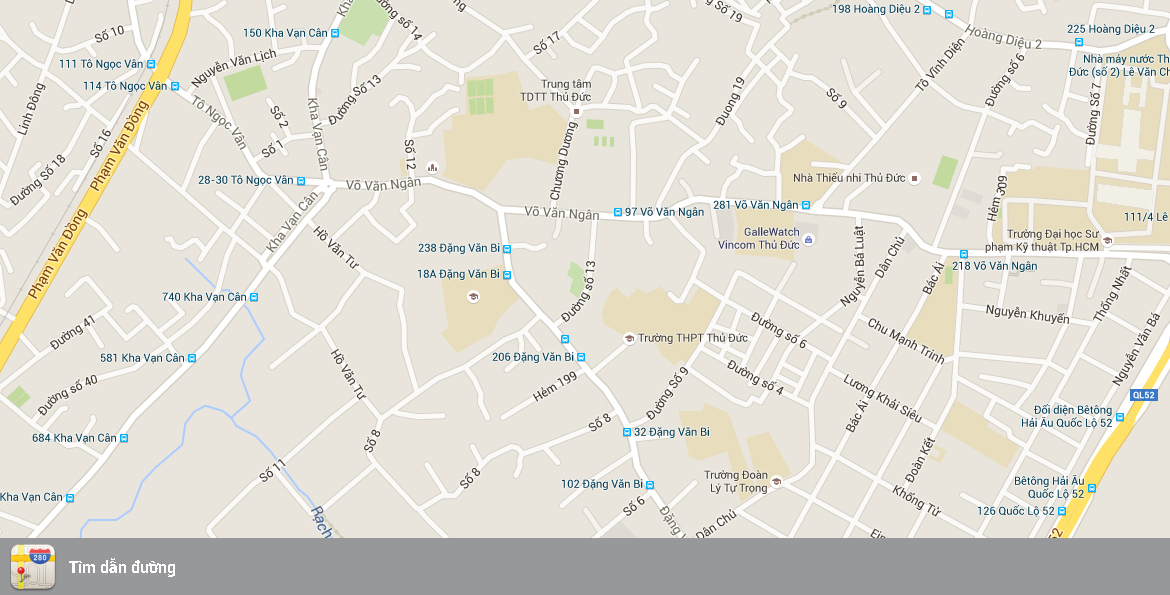 Số 10
150 Kha Vạn Cân
Đường số 14
Số 17
Số 19
198 Hoàng Diệu 2
Hoàng Diệu 2
225 Hoàng Diệu 2
111 Tô Ngọc Vân
Nguyễn Văn Lịch
114 Tô Ngọc Vân
Tô Ngọc Vân
Linh Đông
Số 2
Đường Số 13
Kha Vạn Cân
Trung tâm
TDTT Thủ Đức
Duong 19
Số 9
Tô Vĩnh Diện
Đường số 6
Nhà máy nước Th
Đức (số 2) Lê Văn Ch
Đường Số 7
Phạm Văn Đồng
Số 16
Đường Số 18
Số 1
Số 12
Chương Dương
28-30 Tô Ngọc Vân
Võ Văn Ngân
Võ Văn Ngân
97 Võ Văn Ngân
281 Võ Văn Ngân
Nhà Thiếu nhi Thủ Đức
Hẻm 309
111/4 Lê
Phạm Văn Đồng
Kha Vạn Cân
Hồ Văn Tư
238 Đặng Văn Bi
18A Đặng Văn Bi
Đường số 13
GalleWatch
Vincom Thủ Đức
Nguyễn Bá Luật
Dân Chủ
Bác Ái
Trường Đại học Sư
phạm Kỹ thuật Tp.HCM
218 Võ Văn Ngân
Thống Nhất
740 Kha Vạn Cân
Đường 41
581 Kha Vạn Cân
Hồ Văn Tư
206 Đặng Văn Bi
Trường THPT Thủ Đức
Đường số 6
Chu Mạnh Trinh
Nguyễn Khuyến
Nguyễn Văn Bá
Đường số 40
Hẻm 199
Đường Số 9
Đường số 4
Lương Khải Siêu
Bác Ái
QL52
Đối diện Bêtông
Hải Âu Quốc Lộ 52
684 Kha Vạn Cân
Số 8
Số 8
32 Đặng Văn Bi
Đoàn Kết
Số 11
Số 8
102 Đặng Văn Bi
Trường Đoàn
Lý Tự Trọng
Khổng Tử
Bêtông Hải Âu
Quốc Lộ 52
126 Quốc Lộ 52
Kha Vạn Cân
Rạch
Số 6
Đặng
Dân Chủ
52
280
Tìm dẫn đường